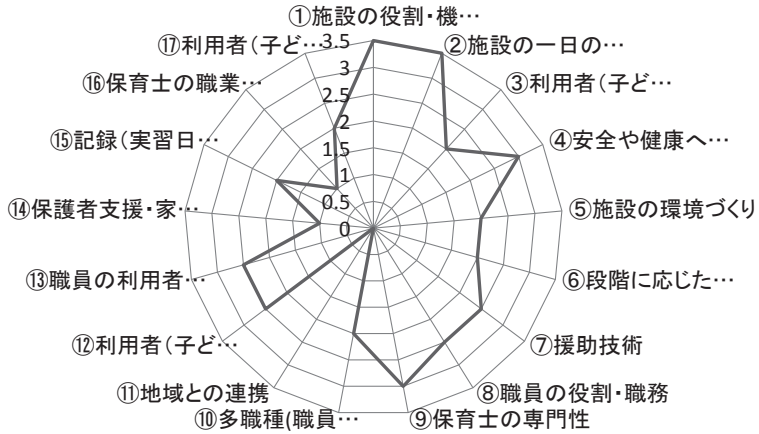 ①施設の役割・機…
②施設の一日の…
③利用者（子ど…
④安全や健康へ…
⑤施設の環境づくり
⑥段階に応じた…
⑦援助技術
⑧職員の役割・職務
⑨保育士の専門性
⑩多職種(職員…
⑪地域との連携
⑫利用者（子ど…
⑬職員の利用者…
⑭保護者支援・家…
⑮記録（実習日…
⑯保育士の職業…
⑰利用者（子ど…
3.5
3
2.5
2
1.5
1
0.5
0